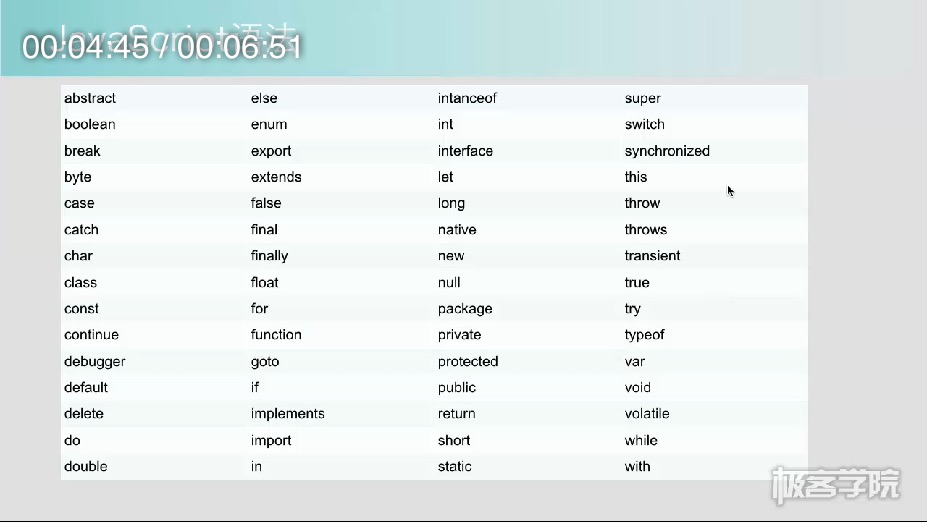 JavaScript语法
00:04:45 / 00:06:51
abstract else intanceof super
boolean enum int switch
break export interface synchronized
byte extends let this
case false long throw
catch final native throws
char finally new transient
class float null true
const for package try
continue function private typeof
debugger goto protected var
default if public void
delete implements return volatile
do import short while
double in static with
极客学院